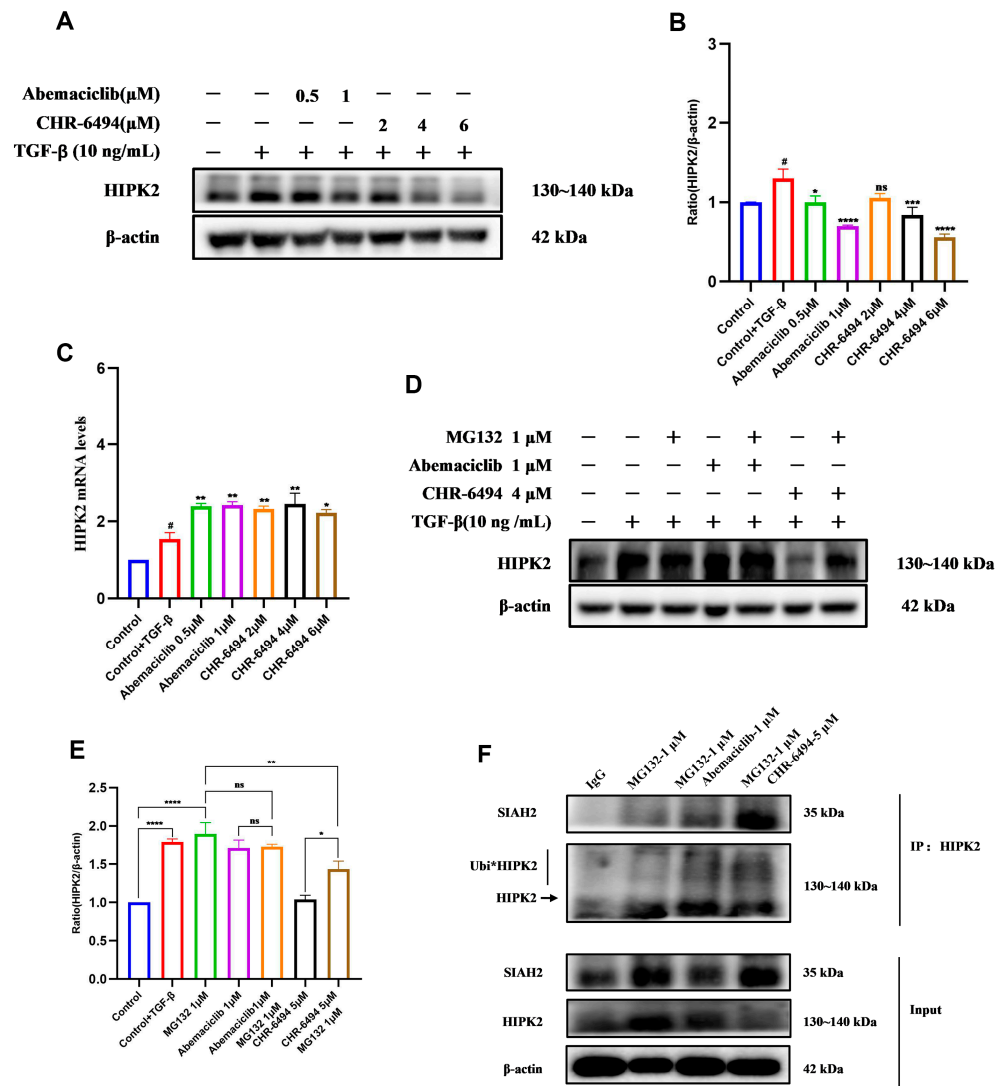 A
Abemaciclib(μM) − − 0.5 1 − − −
CHR-6494(μM) − − − − 2 4 6
TGF-β (10 ng/mL) − + + + + + +
HIPK2 130~140 kDa
β-actin 42 kDa
B
Ratio(HIPK2/β-actin)
3
2
1
0
# * **** ns *** ****
Control
Control+TGF-β
Abemaciclib 0.5μM
Abemaciclib 1μM
CHR-6494 2μM
CHR-6494 4μM
CHR-6494 6μM
C
HIPK2 mRNA levels
6
4
2
0
# ** ** ** ** *
Control
Controi+TGF-β
Abemaciclib 0.5μM
Abemaciclib 1μM
CHR-6494 2μM
CHR-6494 4μM
CHR-6494 6μM
D
MG132 1 μM − − + − + − +
Abemaciclib 1 μM − − − + + − −
CHR-6494 4 μM − − − − − + +
TGF-β(10 ng /mL) − + + + + + +
HIPK2 130~140 kDa
β-actin 42 kDa
E
Ratio(HIPK2/β-actin)
2.5
2.0
1.5
1.0
0.5
0.0
**
**** ns
**** ns *
Control
Control+TGF-β
MG132 1μM
Abemaciclib 1μM
Abemaciclib1μM
MG132 1μM
CHR-6494 5μM
CHR-6494 5μM
MG132 1μM
F
IgG
MG132-1 μM
MG132-1 μM
Abemaciclib-1 μM
MG132-1 μM
CHR-6494-5 μM
SIAH2 35 kDa
Ubi*HIPK2
HIPK2 130~140 kDa
IP : HIPK2
SIAH2 35 kDa
HIPK2 130~140 kDa
β-actin 42 kDa
Input